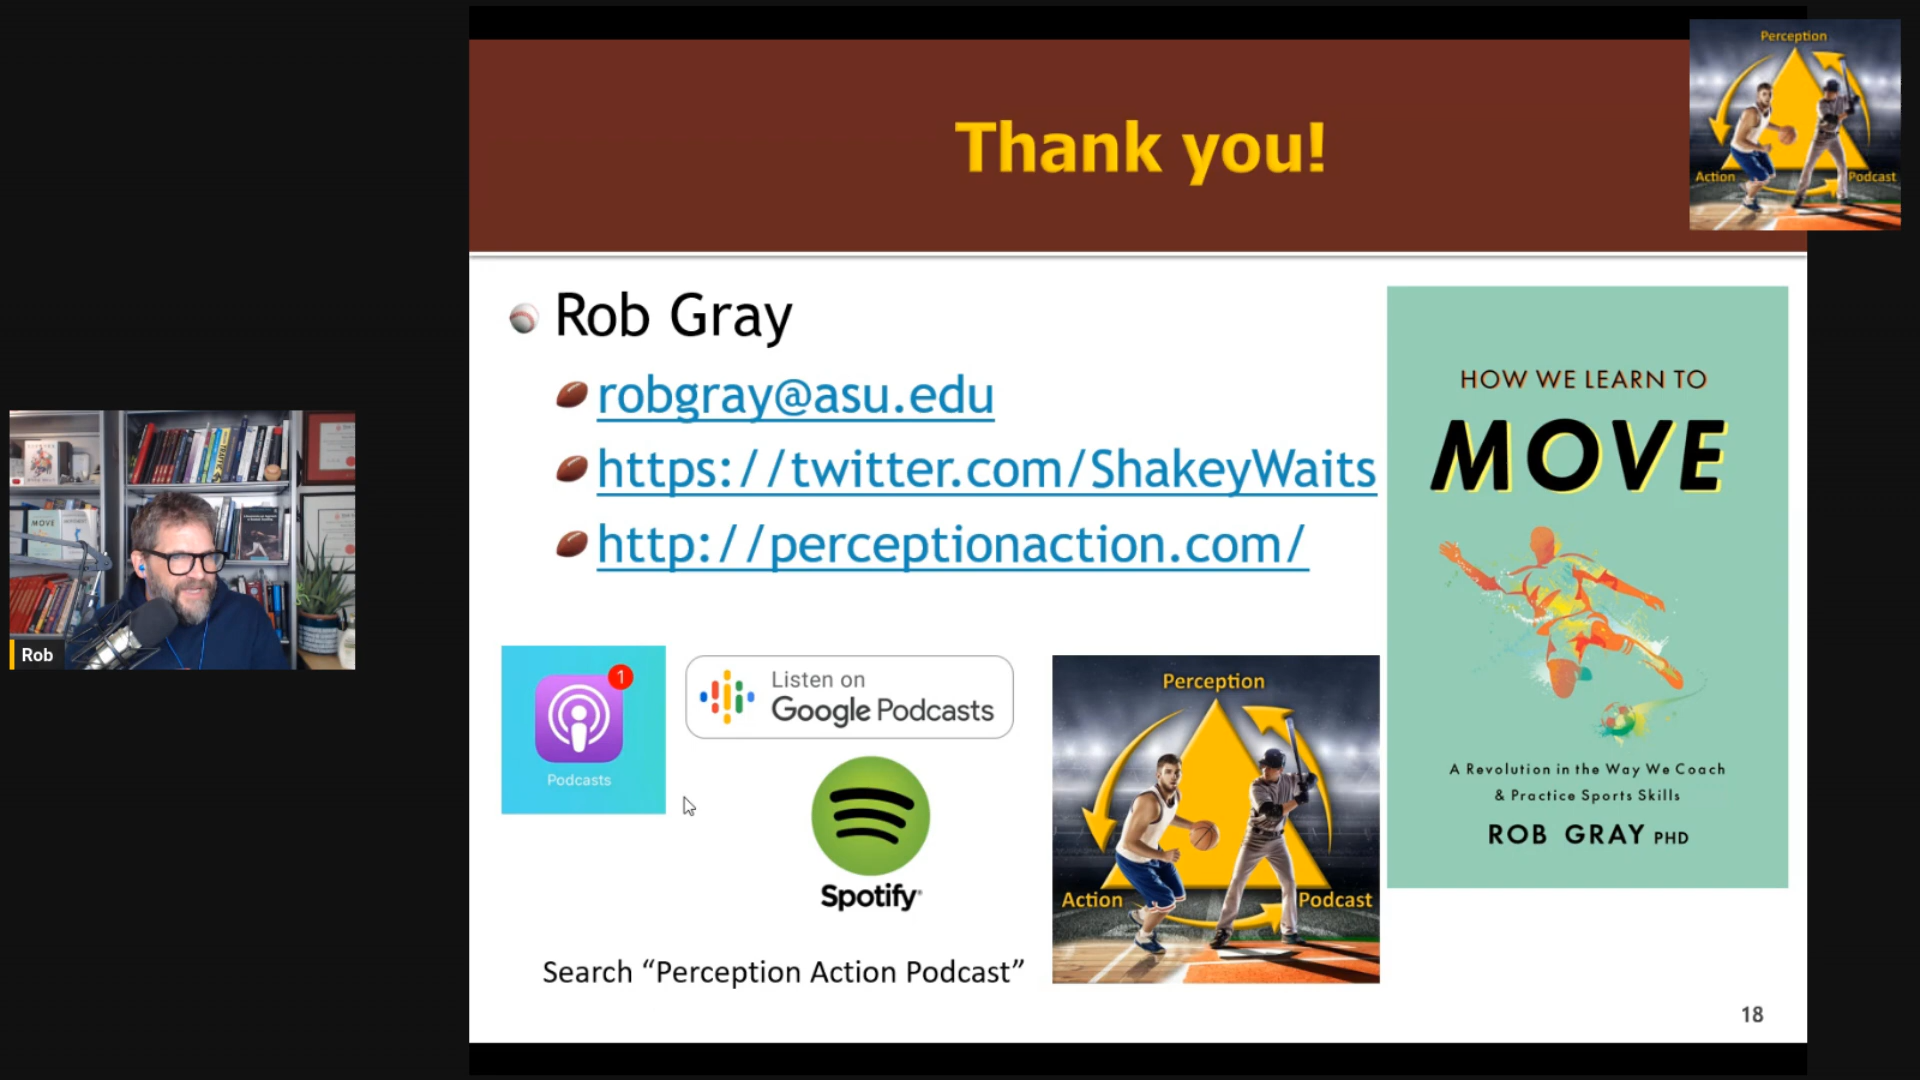 Thank you!
Perception
Action
Podcast
Rob Gray
robgray@asu.edu
https://twitter.com/ShakeyWaits
http://perceptionaction.com/
HOW WE LEARN TO
MOVE
A Revolution in the Way We Coach
& Practice Sports Skills
ROB GRAY PHD
MOVE
Rob
1
Podcasts
Listen on
Google Podcasts
Spotify
Perception
Action
Podcast
Search “Perception Action Podcast”
18